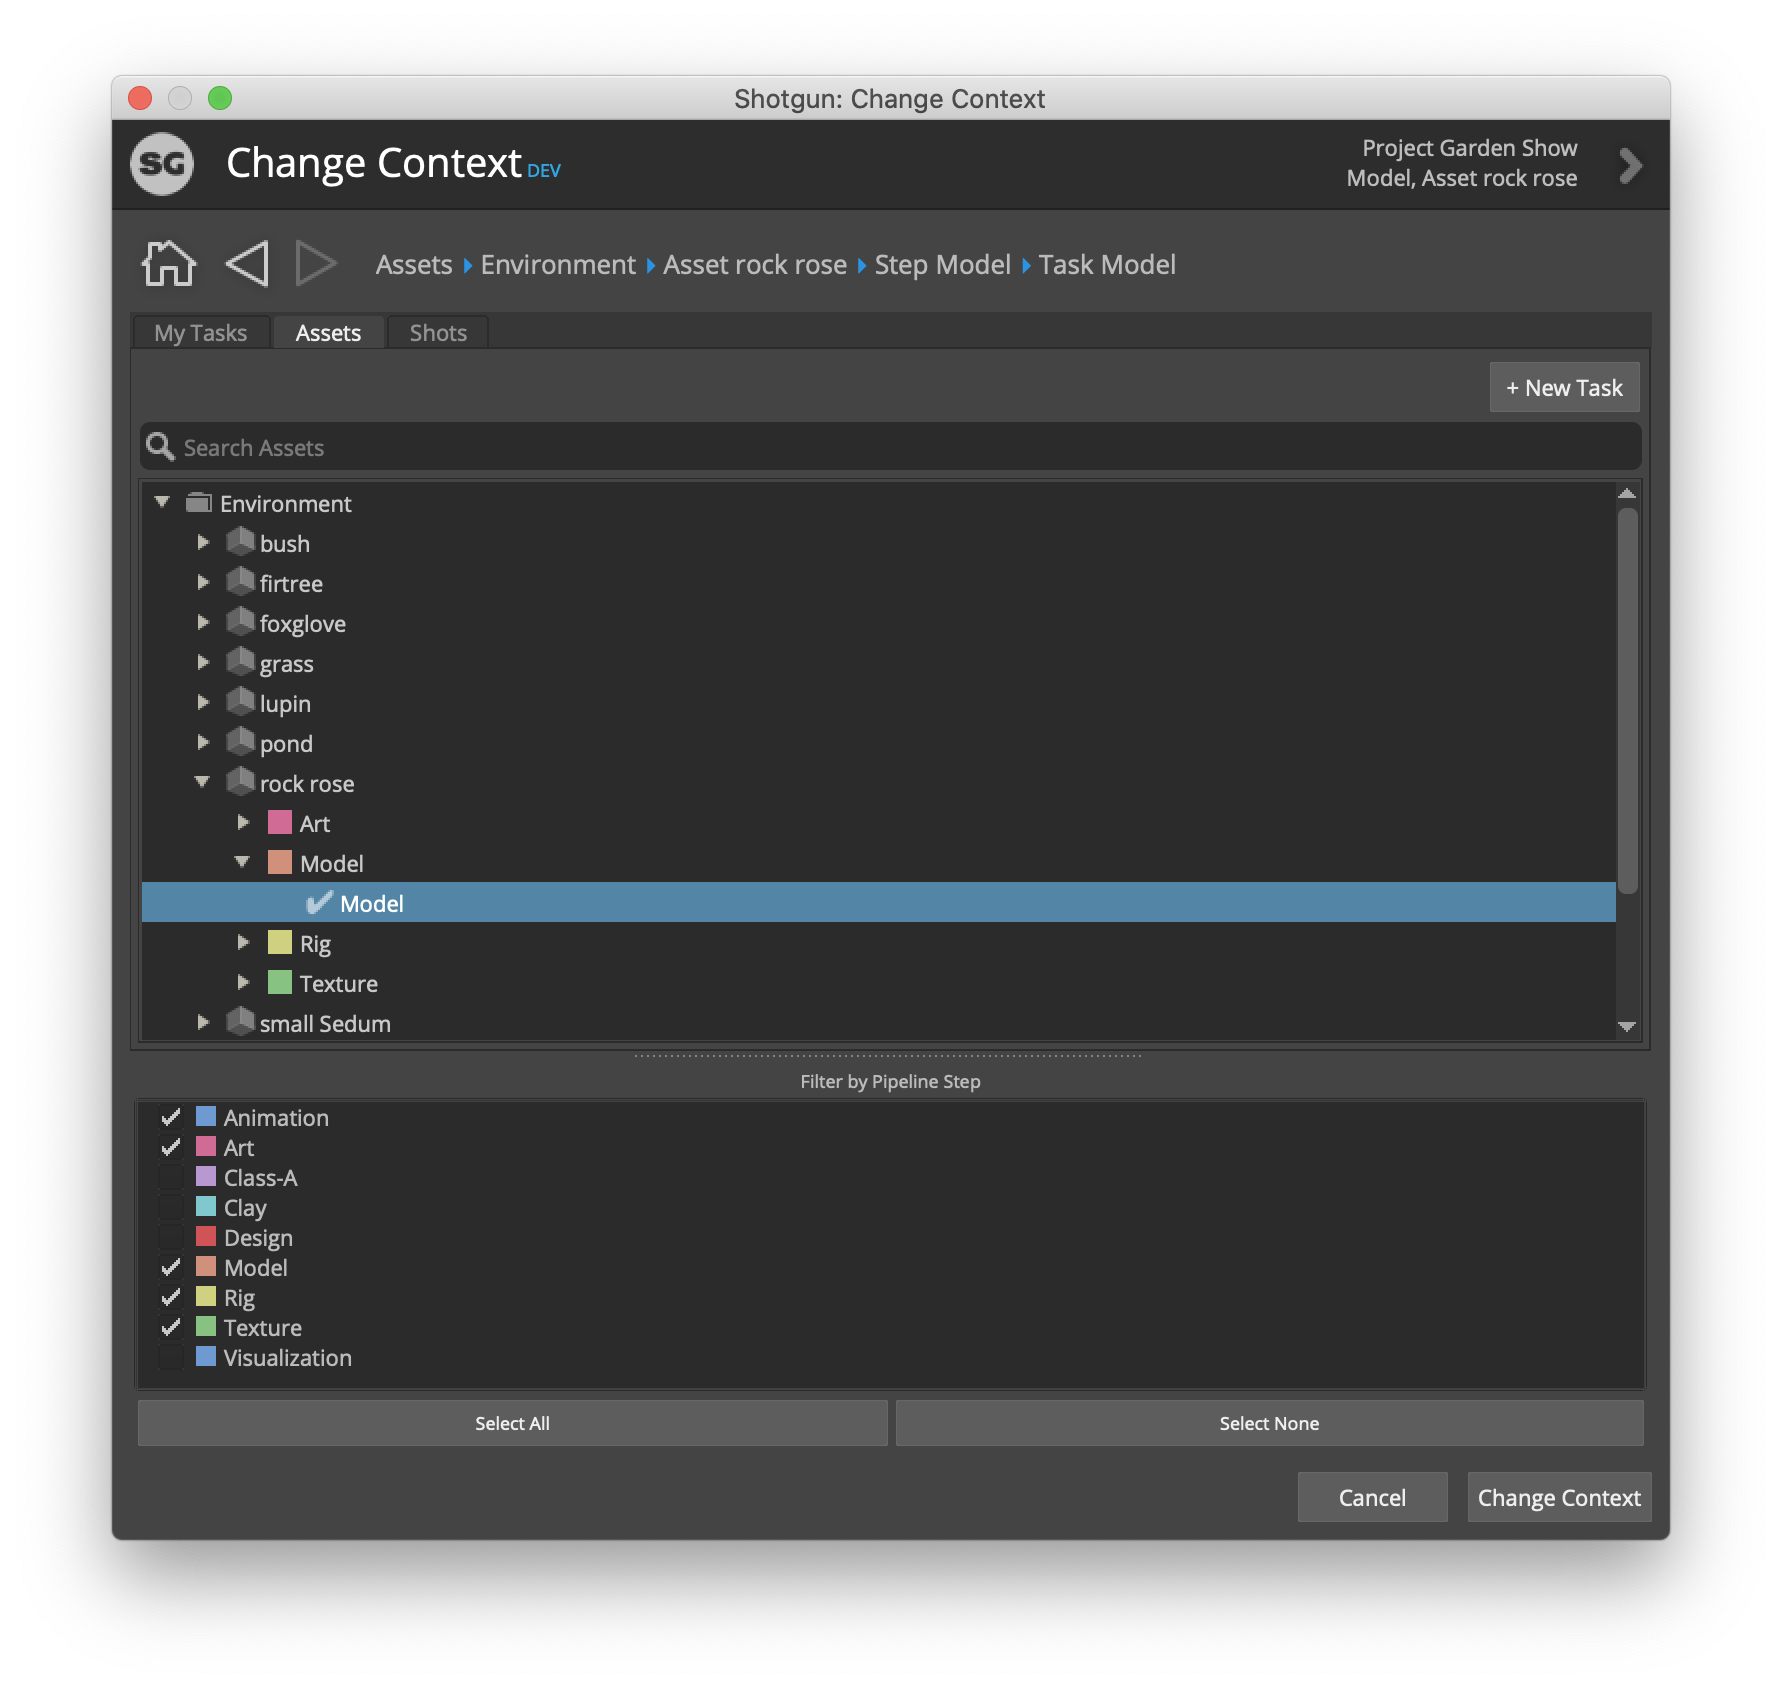 Shotgun: Change Context
SG
Change Context DEV
Project Garden Show
Model, Asset rock rose
Assets Environment Asset rock rose Step Model Task Model
My Tasks Assets Shots
+ New Task
Search Assets
Environment
bush
firtree
foxglove
grass
lupin
pond
rock rose
Art
Model
Model
Rig
Texture
small Sedum
Filter by Pipeline Step
Animation
Art
Class-A
Clay
Design
Model
Rig
Texture
Visualization
Select All Select None
Cancel Change Context